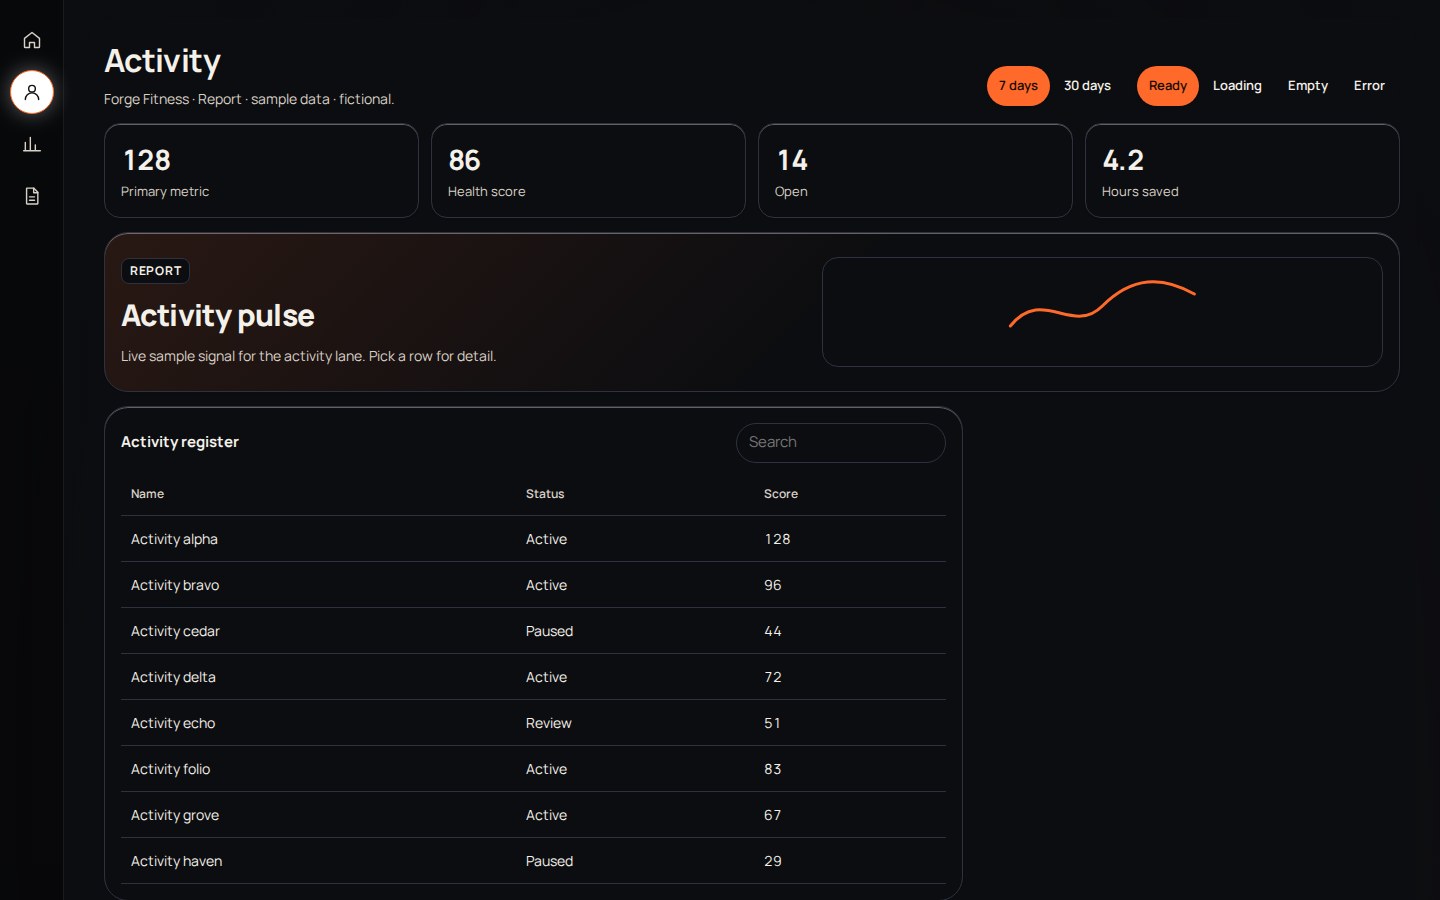 Activity
Forge Fitness · Report · sample data · fictional.
7 days 30 days Ready Loading Empty Error
128 86 14 4.2
Primary metric Health score Open Hours saved
REPORT
Activity pulse
Live sample signal for the activity lane. Pick a row for detail.
Activity register Search
Name Status Score
Activity alpha Active 128
Activity bravo Active 96
Activity cedar Paused 44
Activity delta Active 72
Activity echo Review 51
Activity folio Active 83
Activity grove Active 67
Activity haven Paused 29